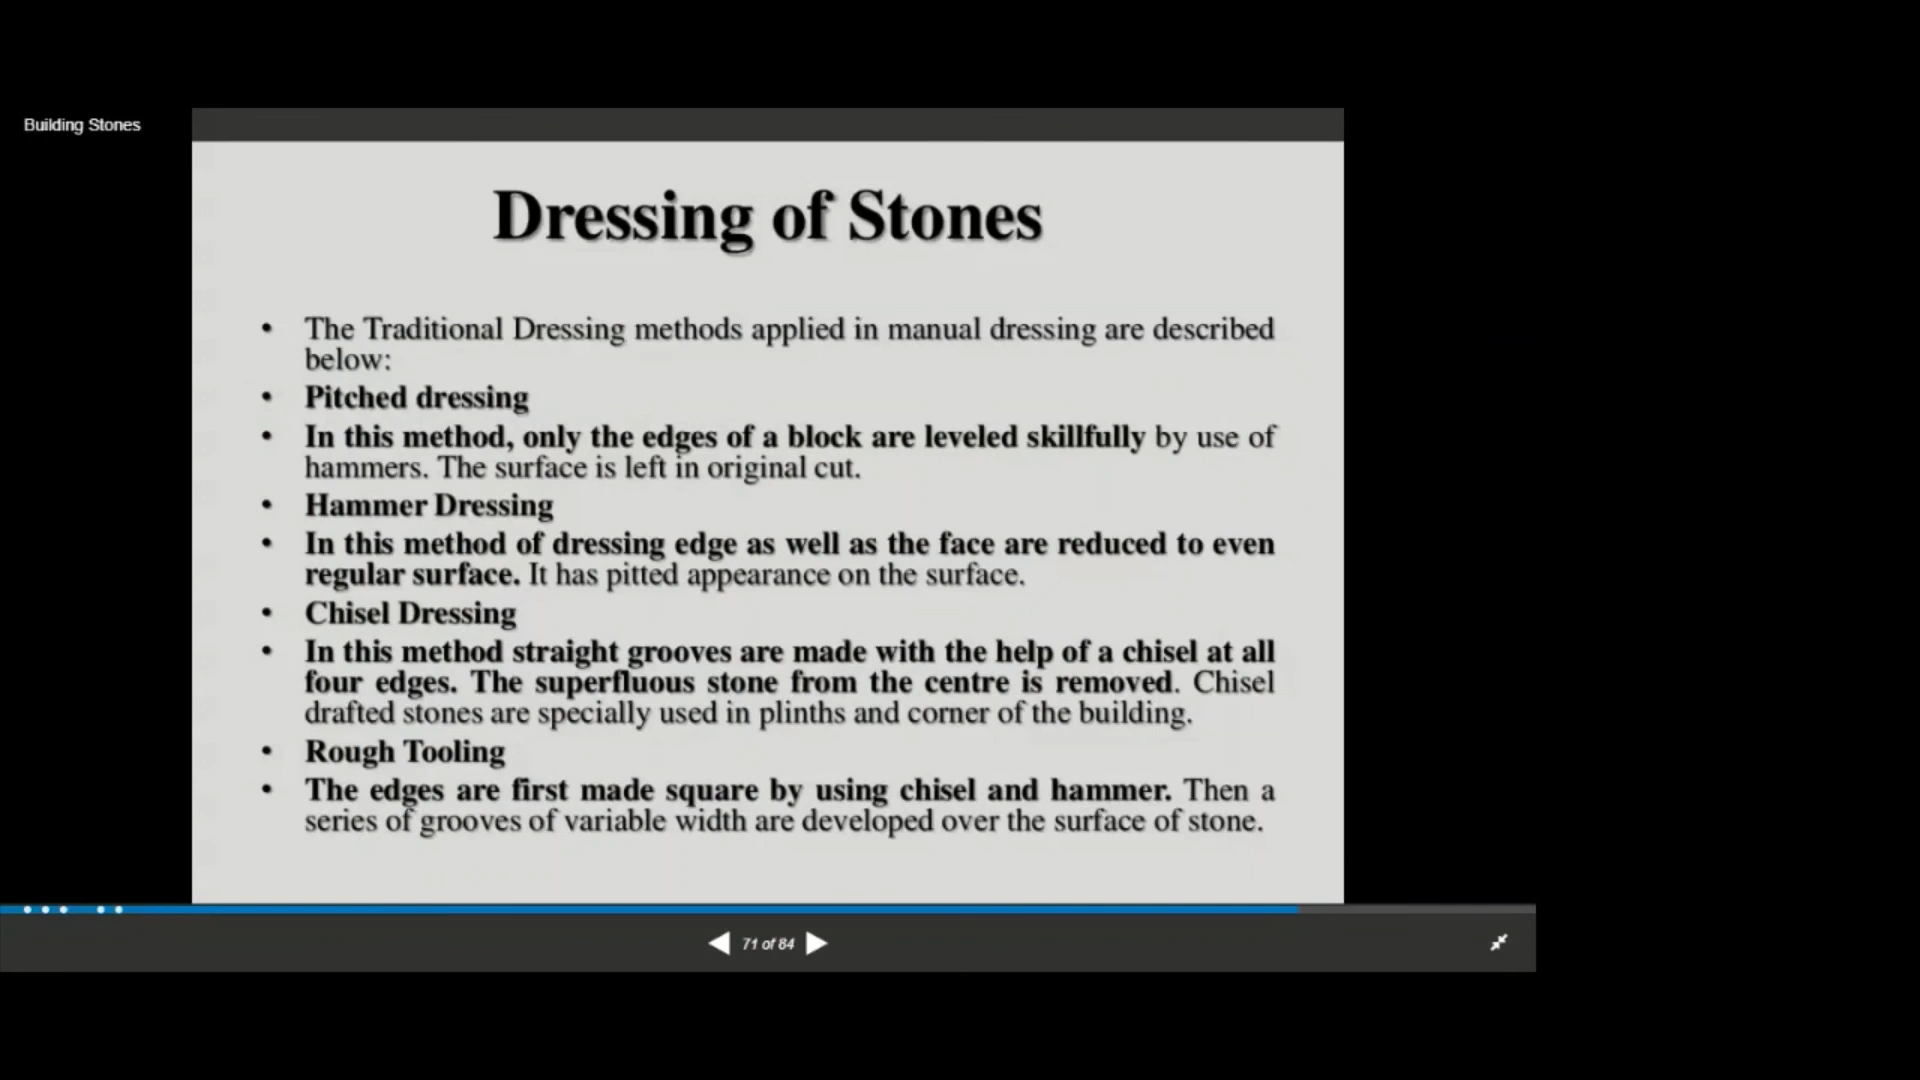 Building Stones
Dressing of Stones
• The Traditional Dressing methods applied in manual dressing are described
below:
• Pitched dressing
• In this method, only the edges of a block are leveled skillfully by use of
hammers. The surface is left in original cut.
• Hammer Dressing
• In this method of dressing edge as well as the face are reduced to even
regular surface. It has pitted appearance on the surface.
• Chisel Dressing
• In this method straight grooves are made with the help of a chisel at all
four edges. The superfluous stone from the centre is removed. Chisel
drafted stones are specially used in plinths and corner of the building.
• Rough Tooling
• The edges are first made square by using chisel and hammer. Then a
series of grooves of variable width are developed over the surface of stone.
71 of 84